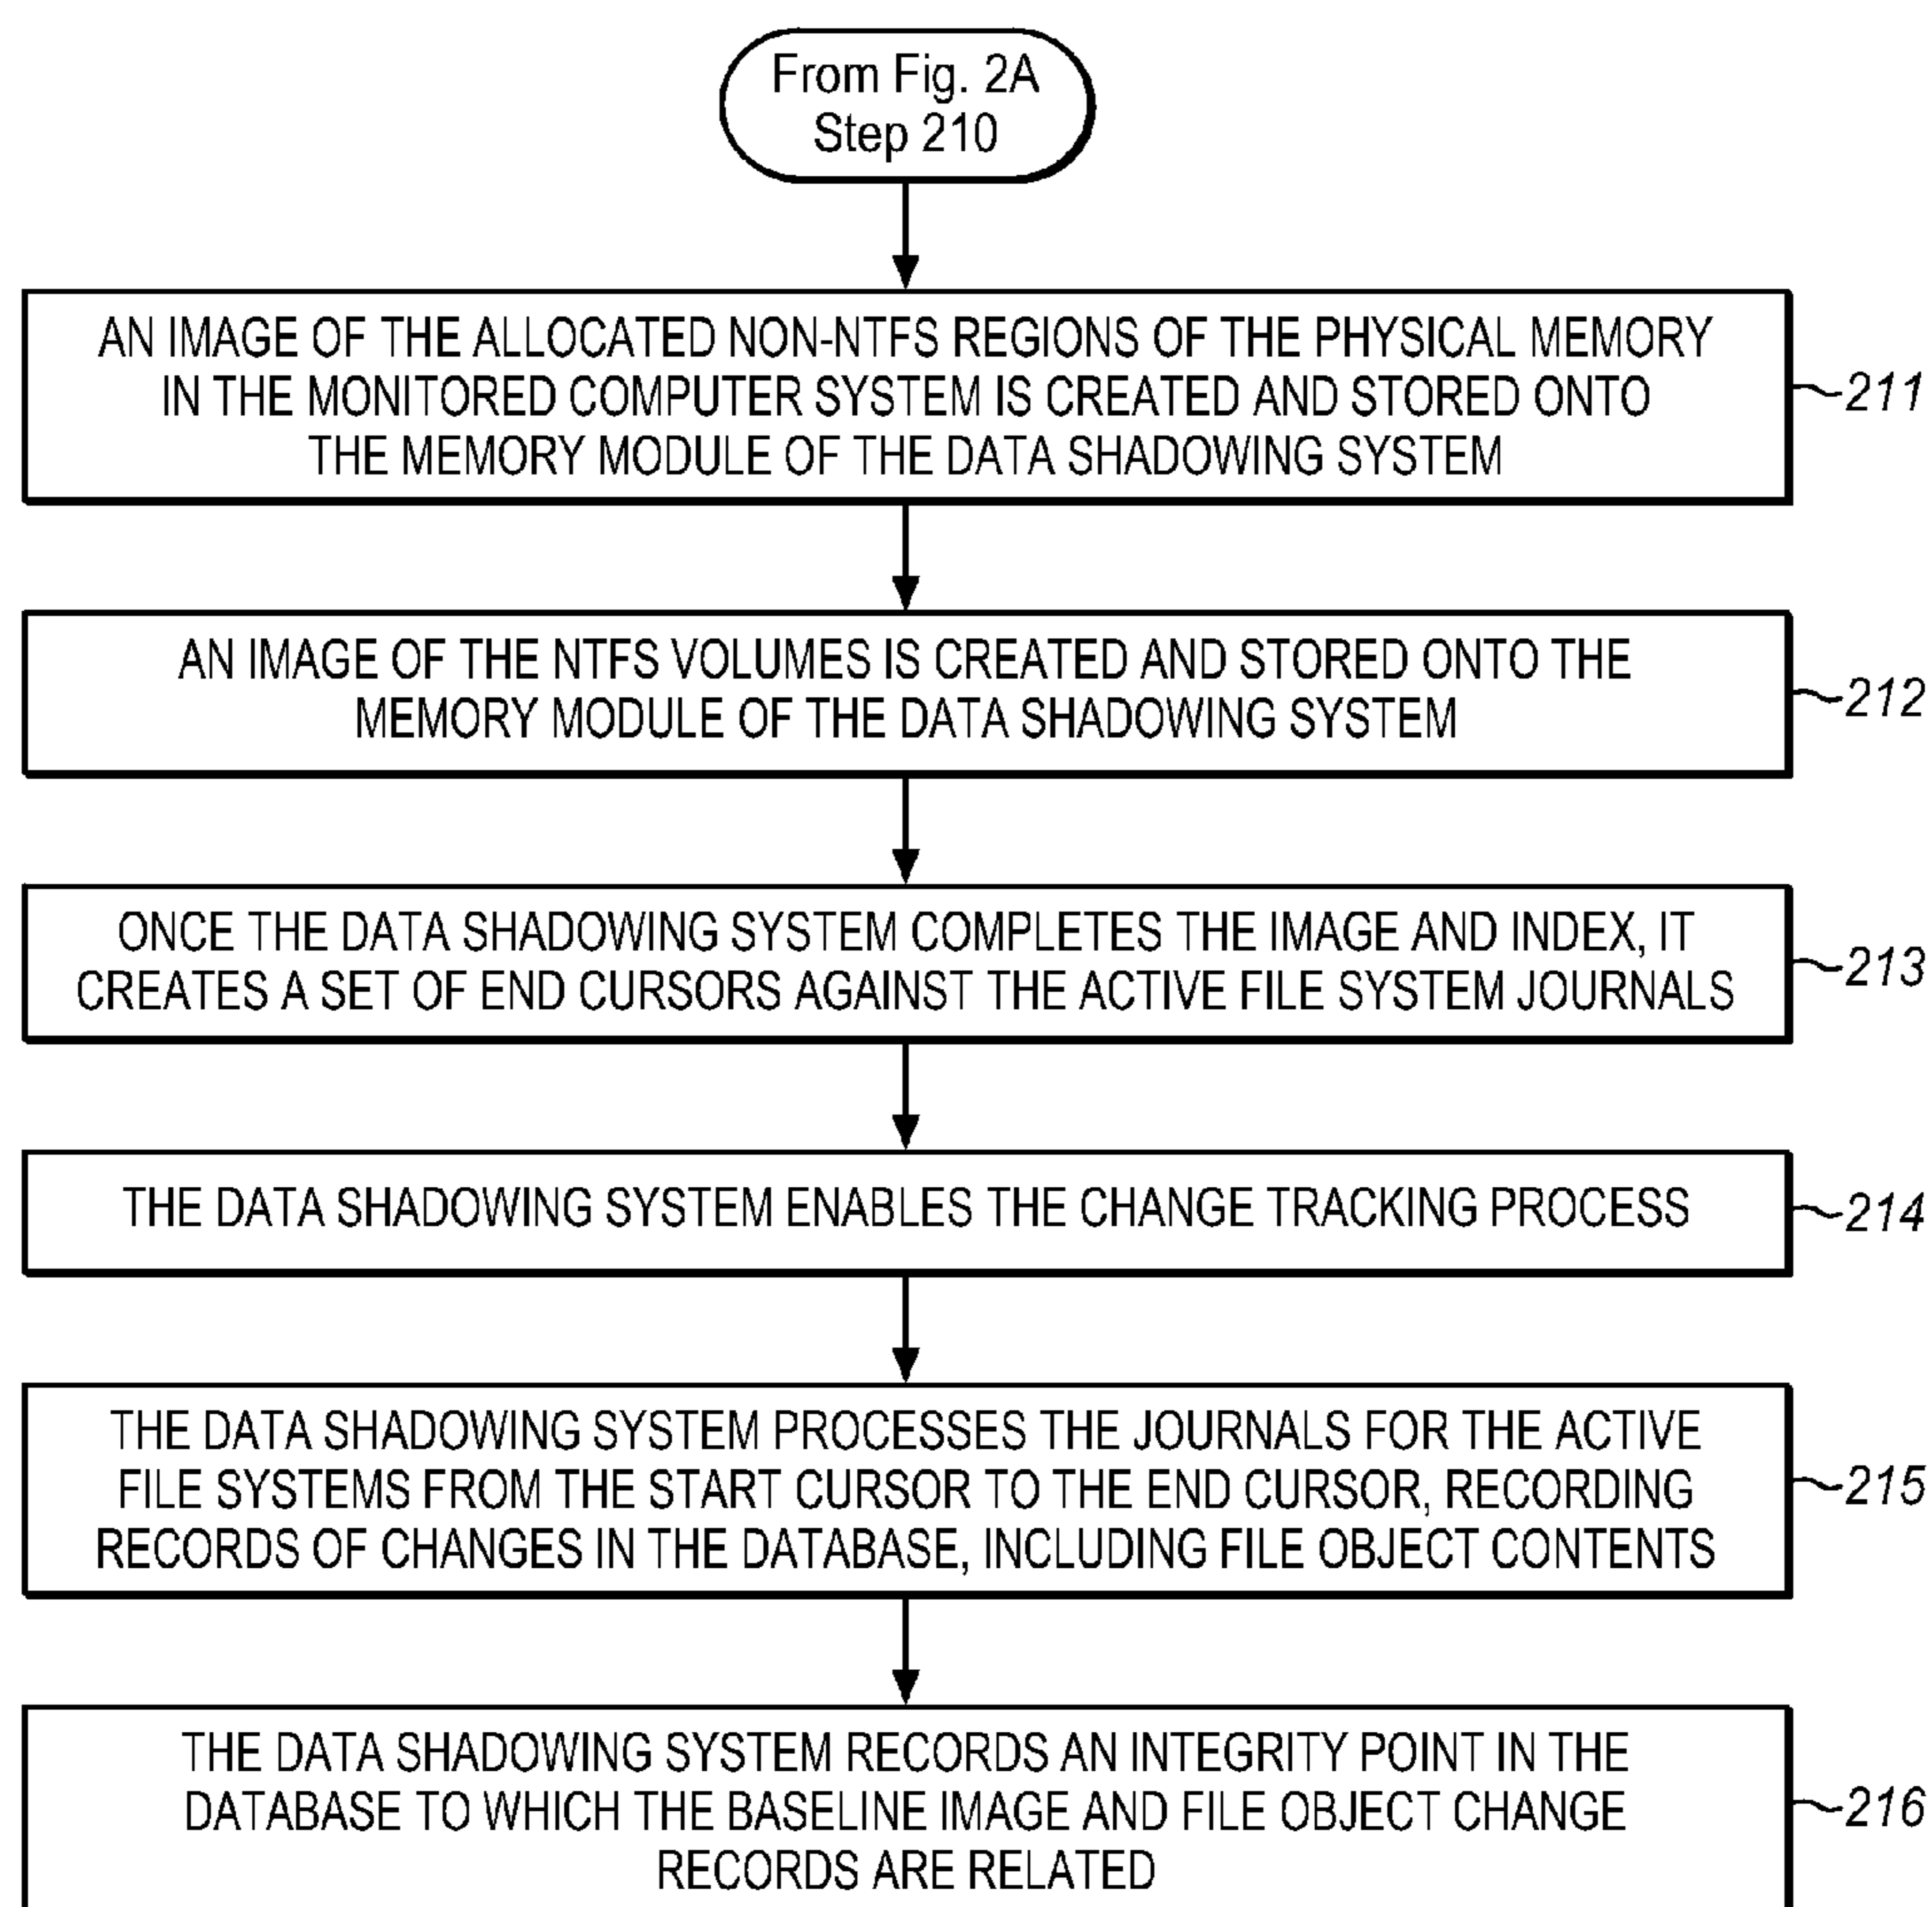 From Fig. 2A
Step 210
AN IMAGE OF THE ALLOCATED NON-NTFS REGIONS OF THE PHYSICAL MEMORY
IN THE MONITORED COMPUTER SYSTEM IS CREATED AND STORED ONTO
THE MEMORY MODULE OF THE DATA SHADOWING SYSTEM
211
AN IMAGE OF THE NTFS VOLUMES IS CREATED AND STORED ONTO THE
MEMORY MODULE OF THE DATA SHADOWING SYSTEM
212
ONCE THE DATA SHADOWING SYSTEM COMPLETES THE IMAGE AND INDEX, IT
CREATES A SET OF END CURSORS AGAINST THE ACTIVE FILE SYSTEM JOURNALS
213
THE DATA SHADOWING SYSTEM ENABLES THE CHANGE TRACKING PROCESS
214
THE DATA SHADOWING SYSTEM PROCESSES THE JOURNALS FOR THE ACTIVE
FILE SYSTEMS FROM THE START CURSOR TO THE END CURSOR, RECORDING
RECORDS OF CHANGES IN THE DATABASE, INCLUDING FILE OBJECT CONTENTS
215
THE DATA SHADOWING SYSTEM RECORDS AN INTEGRITY POINT IN THE
DATABASE TO WHICH THE BASELINE IMAGE AND FILE OBJECT CHANGE
RECORDS ARE RELATED
216